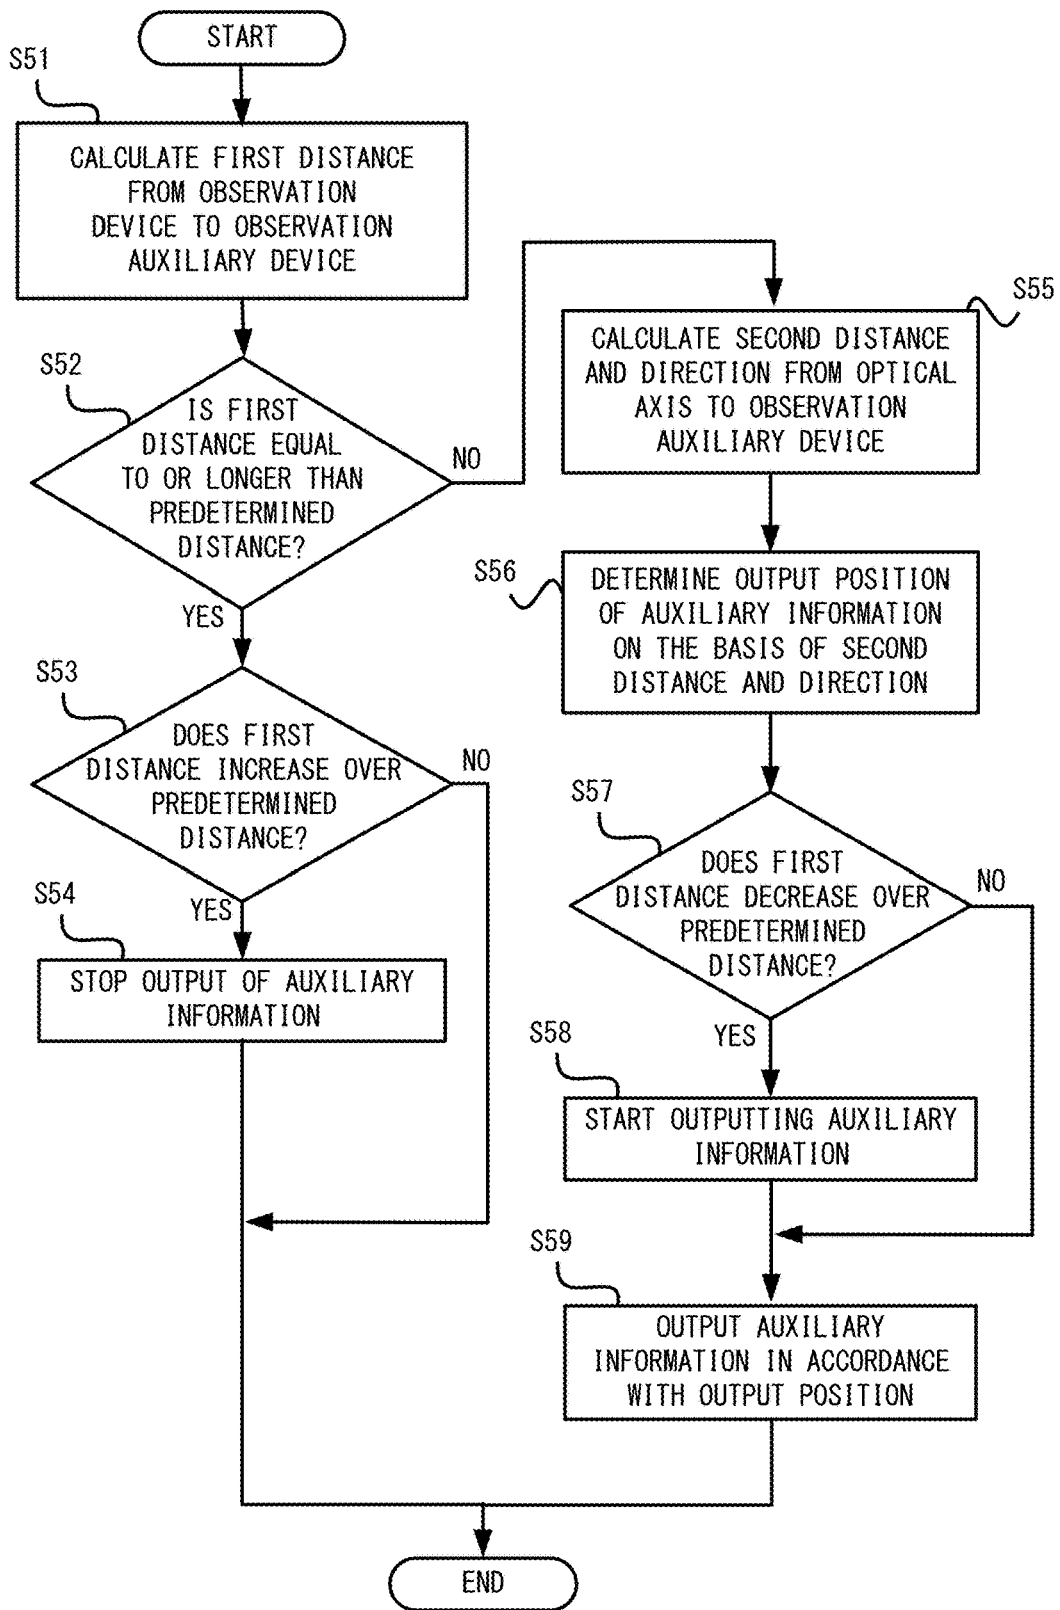 START
S51
CALCULATE FIRST DISTANCE
FROM OBSERVATION
DEVICE TO OBSERVATION
AUXILIARY DEVICE
S52
IS FIRST
DISTANCE EQUAL
TO OR LONGER THAN
PREDETERMINED
DISTANCE?
NO
YES
S53
DOES FIRST
DISTANCE INCREASE OVER
PREDETERMINED
DISTANCE?
NO
YES
S54
STOP OUTPUT OF AUXILIARY
INFORMATION
S55
CALCULATE SECOND DISTANCE
AND DIRECTION FROM OPTICAL
AXIS TO OBSERVATION
AUXILIARY DEVICE
S56
DETERMINE OUTPUT POSITION
OF AUXILIARY INFORMATION
ON THE BASIS OF SECOND
DISTANCE AND DIRECTION
S57
DOES FIRST
DISTANCE DECREASE OVER
PREDETERMINED
DISTANCE?
NO
YES
S58
START OUTPUTTING AUXILIARY
INFORMATION
S59
OUTPUT AUXILIARY
INFORMATION IN ACCORDANCE
WITH OUTPUT POSITION
END